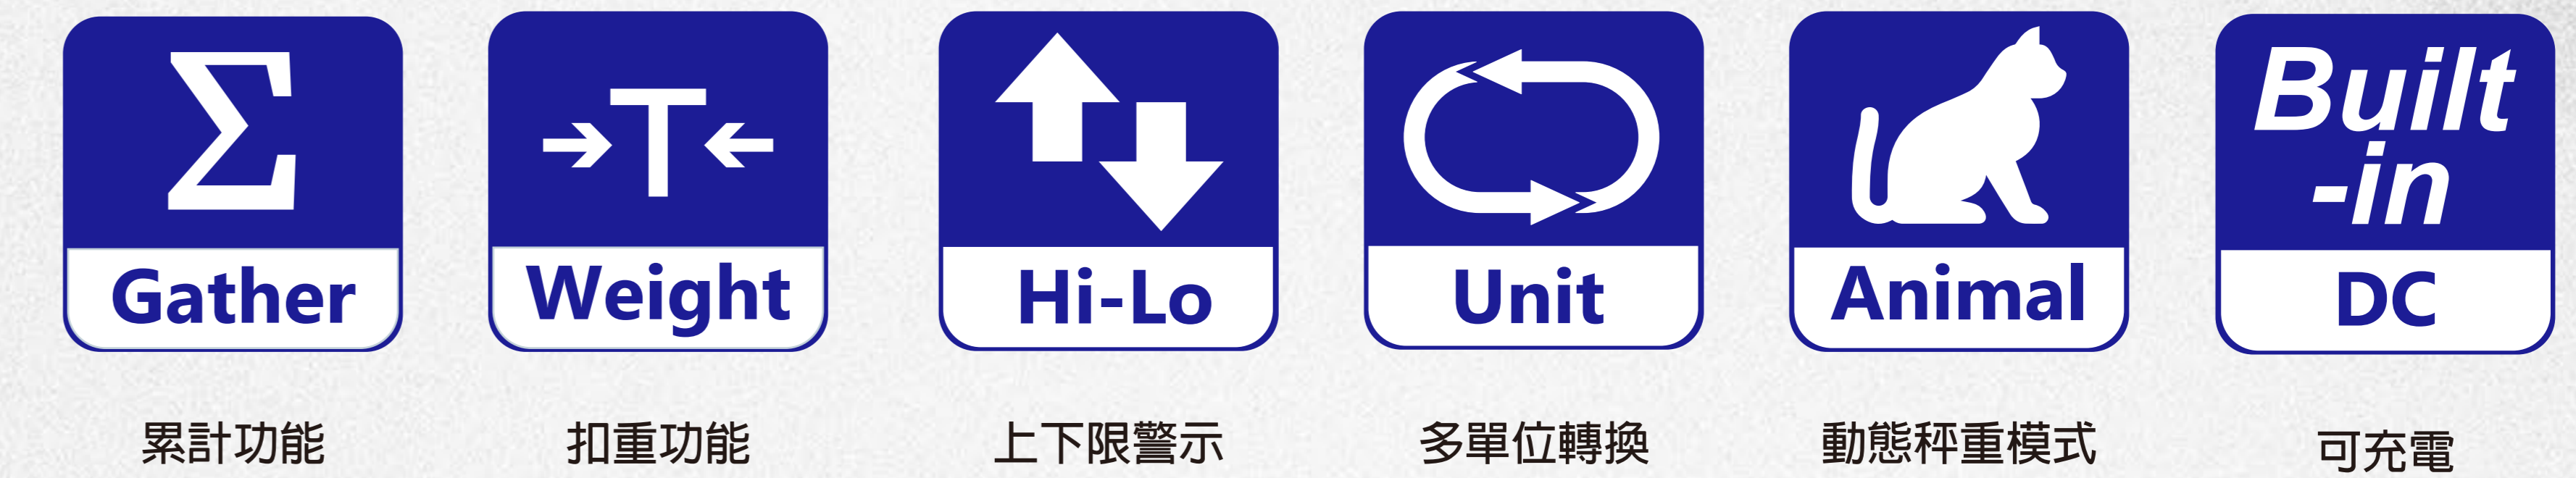 Σ
Gather
累計功能
→T←
Weight
扣重功能
Hi-Lo
上下限警示
Unit
多單位轉換
Animal
動態秤重模式
Built
-in
DC
可充電